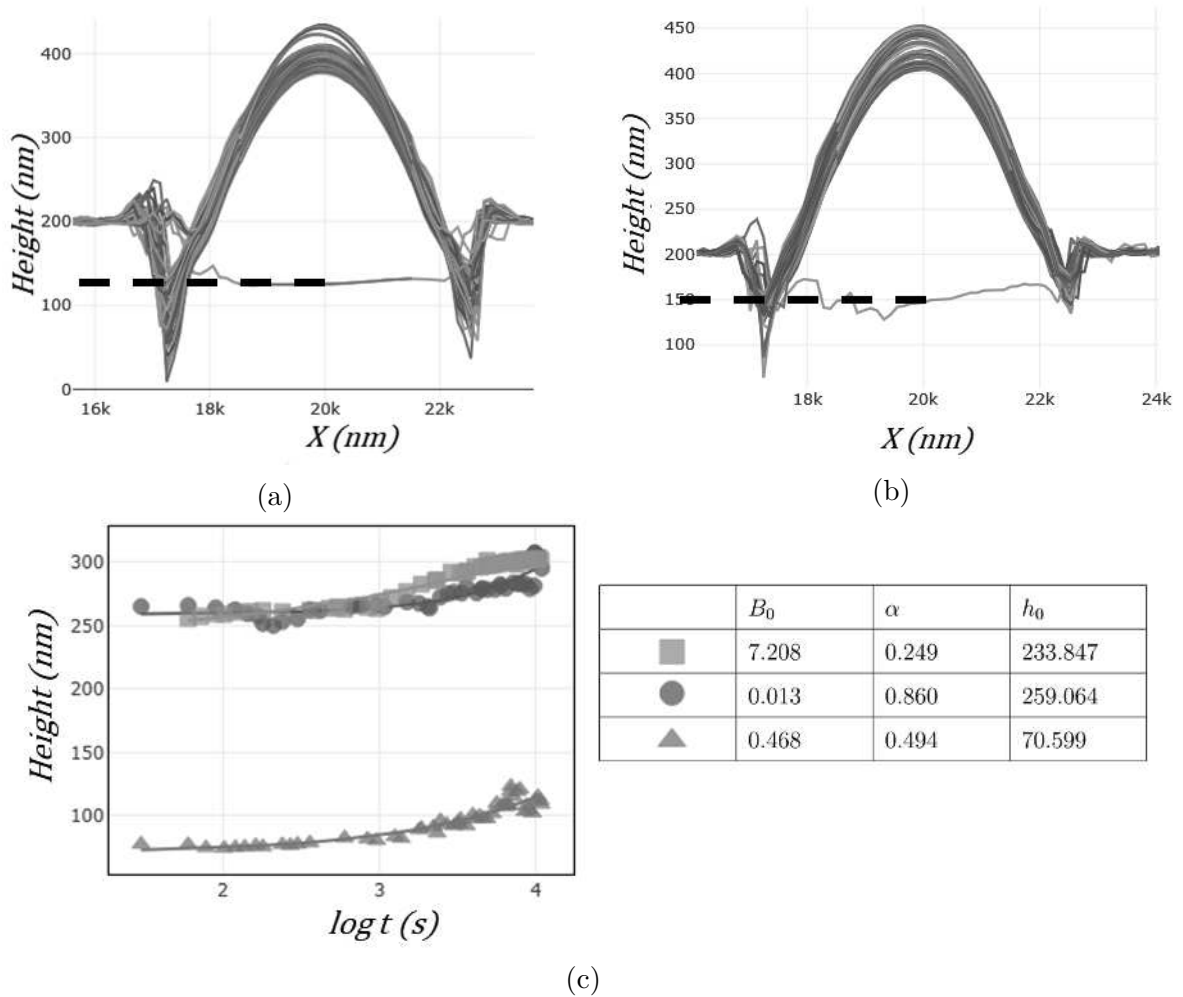 400
300
200
100
0
Height (nm)
16k
18k
20k
22k
X (nm)
(a)
450
400
350
300
250
200
150
100
Height (nm)
18k
20k
22k
24k
X (nm)
(b)
300
250
200
150
100
Height (nm)
2
3
4
log t (s)
B₀ α h₀
7.208 0.249 233.847
0.013 0.860 259.064
0.468 0.494 70.599
(c)